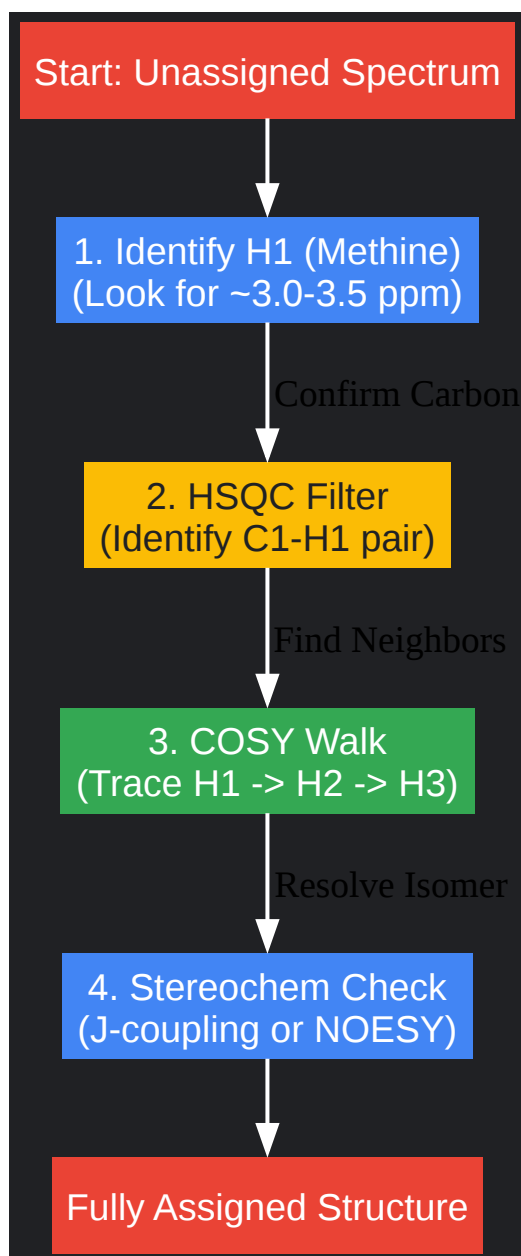 Start: Unassigned Spectrum
1. Identify H1 (Methine)
(Look for ~3.0-3.5 ppm)
Confirm Carbon
2. HSQC Filter
(Identify C1-H1 pair)
Find Neighbors
3. COSY Walk
(Trace H1 -> H2 -> H3)
Resolve Isomer
4. Stereochem Check
(J-coupling or NOESY)
Fully Assigned Structure